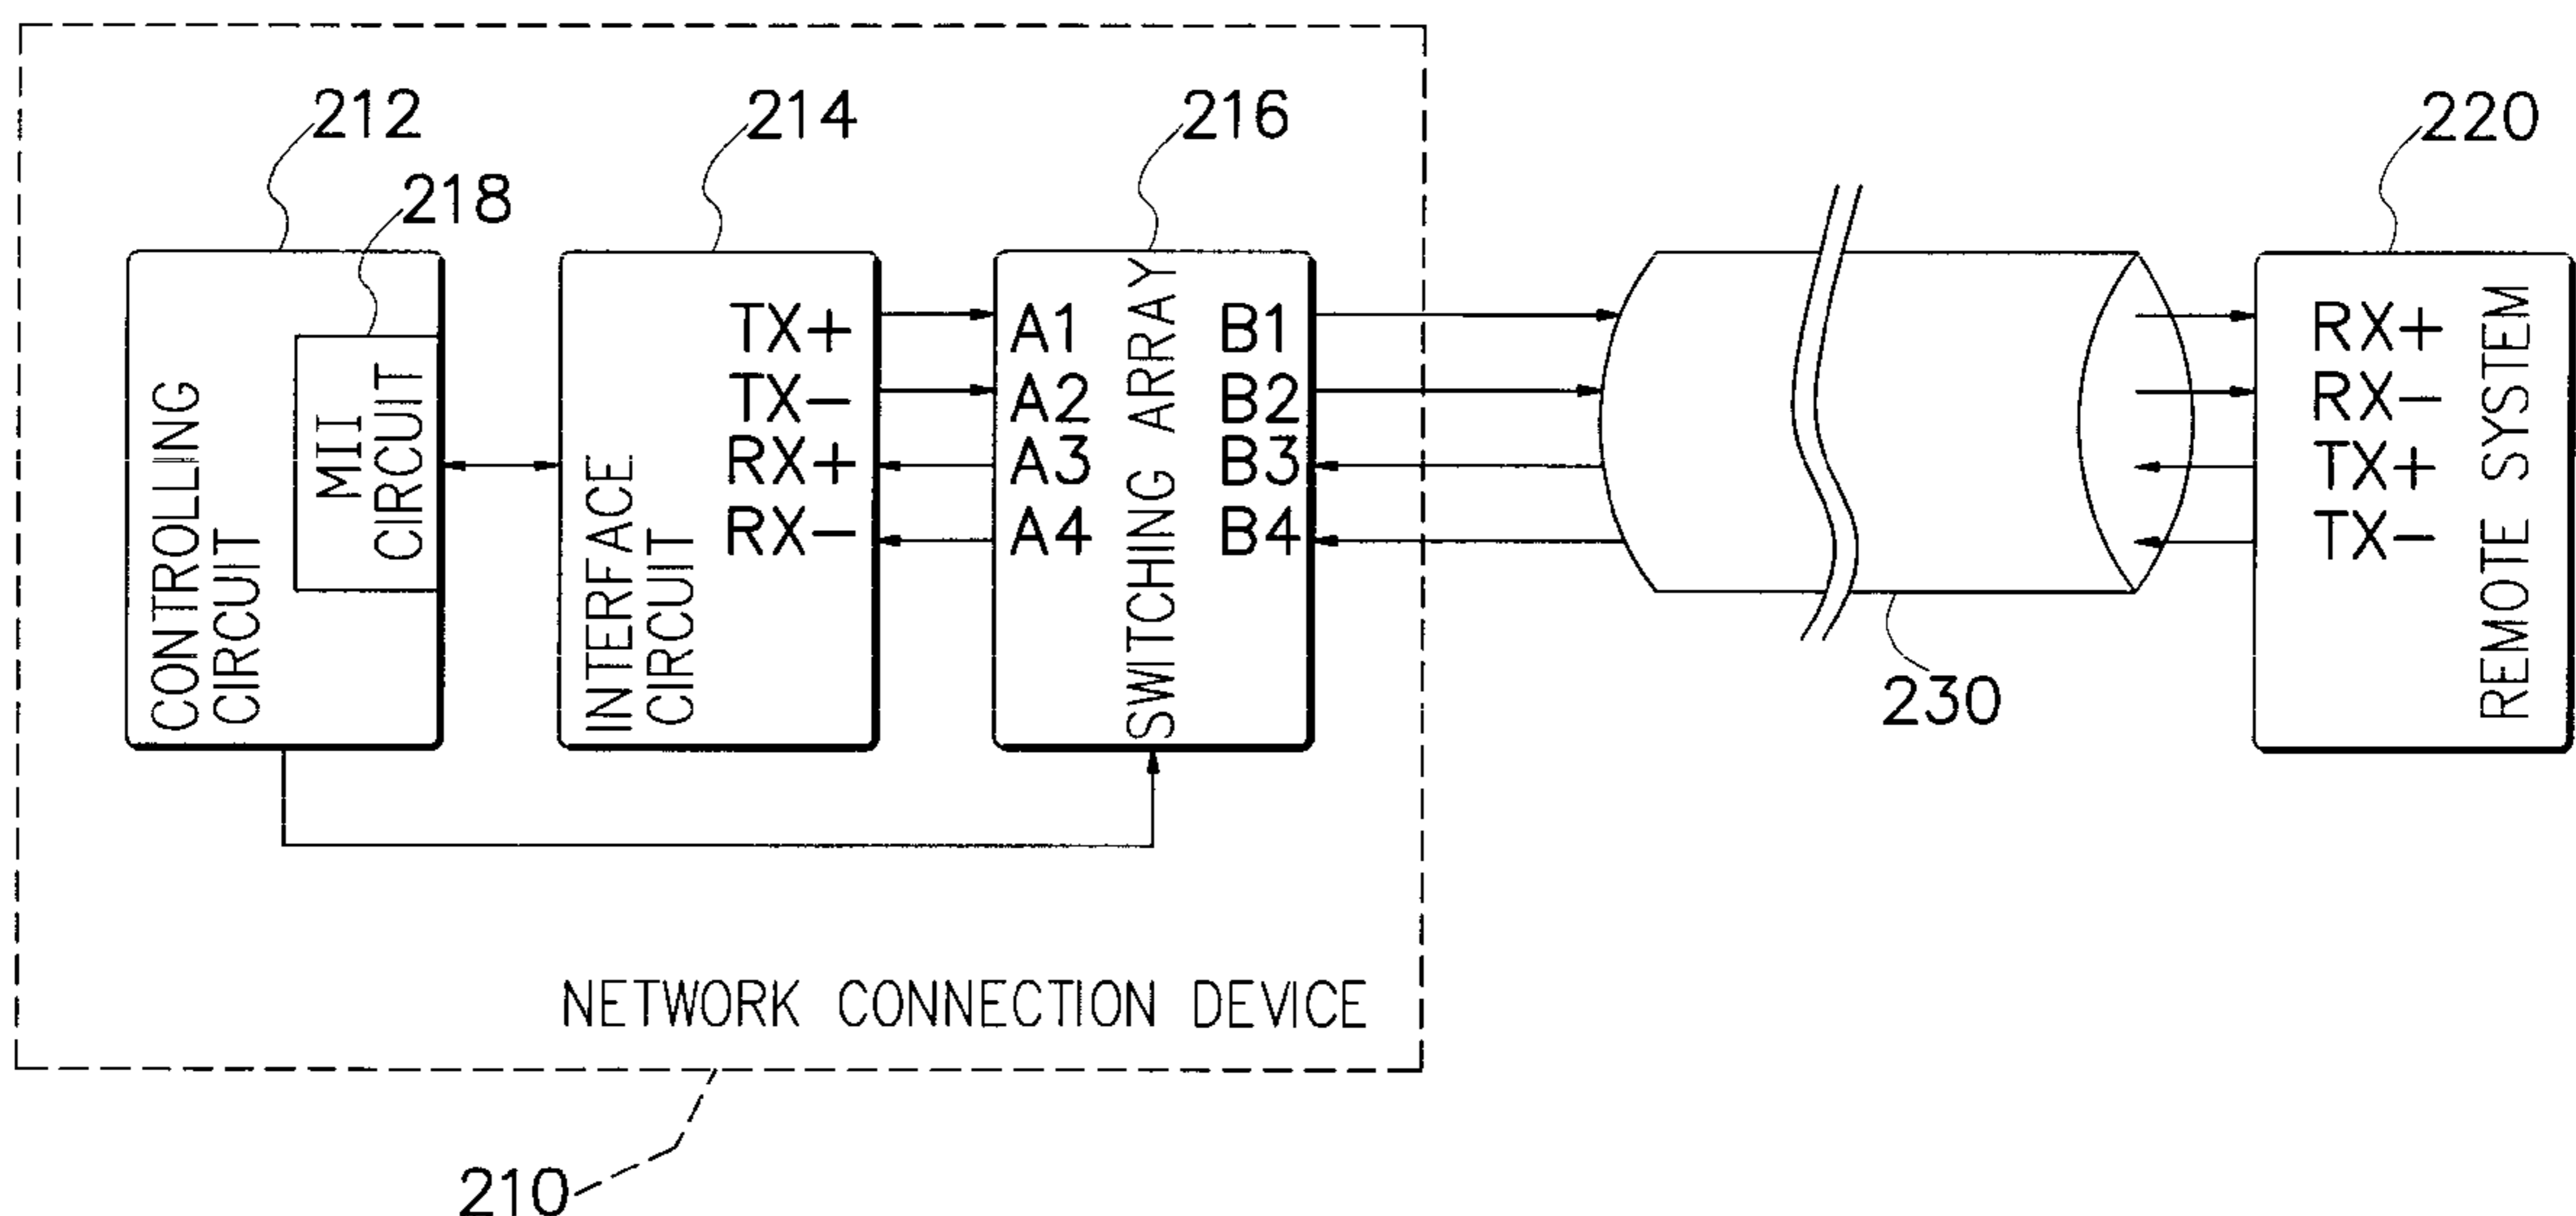 212
218
214
216
220
CONTROLLING
CIRCUIT
MII
CIRCUIT
INTERFACE
CIRCUIT
TX+
TX-
RX+
RX-
A1
A2
A3
A4
SWITCHING ARRAY
B1
B2
B3
B4
230
RX+
RX-
TX+
TX-
REMOTE SYSTEM
NETWORK CONNECTION DEVICE
210